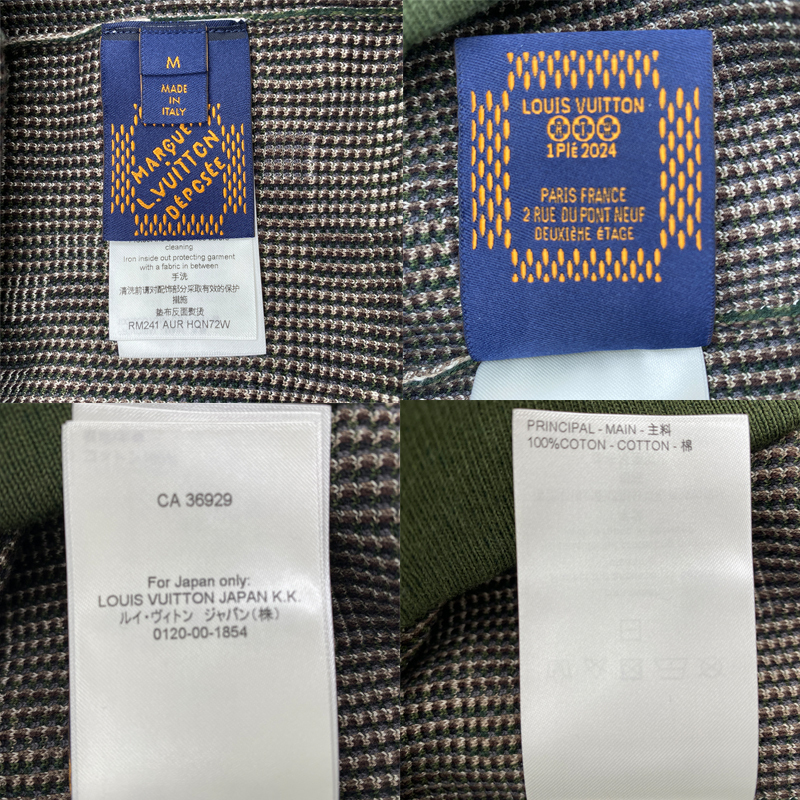 M
MADE
IN
ITALY
MARQUE
L.VUITTON
DÉPOSÉE
cleaning
Iron inside out protecting garment
with a fabric in between
手洗
清洗前请对配饰部分采取有效的保护
措施
垫布反面熨烫
RM241 AUR HQN72W
LOUIS VUITTON
1PIÉ 2024
PARIS FRANCE
2 RUE DU PONT NEUF
DEUXIÈME ÉTAGE
CA 36929
For Japan only:
LOUIS VUITTON JAPAN K.K.
ルイ・ヴィトン ジャパン(株)
0120-00-1854
PRINCIPAL - MAIN - 主料
100%COTON - COTTON - 棉